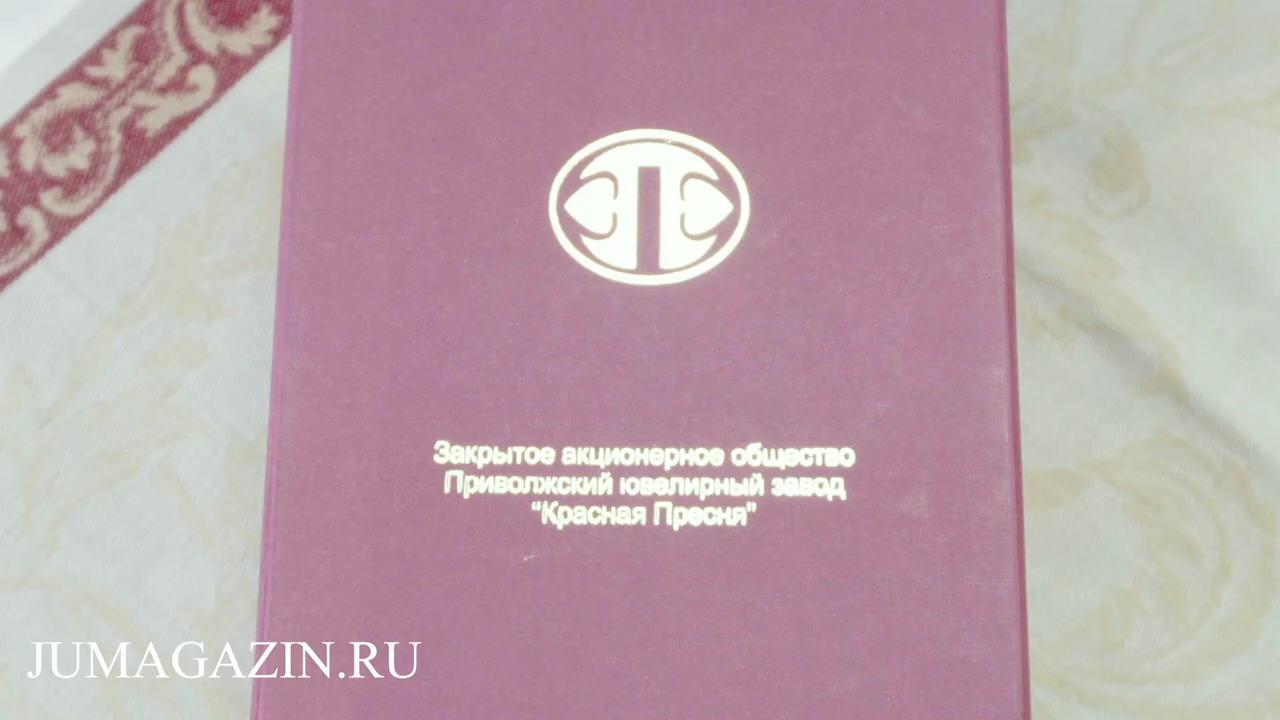 Закрытое акционерное общество
Приволжский ювелирный завод
“Красная Пресня”
JUMAGAZIN.RU